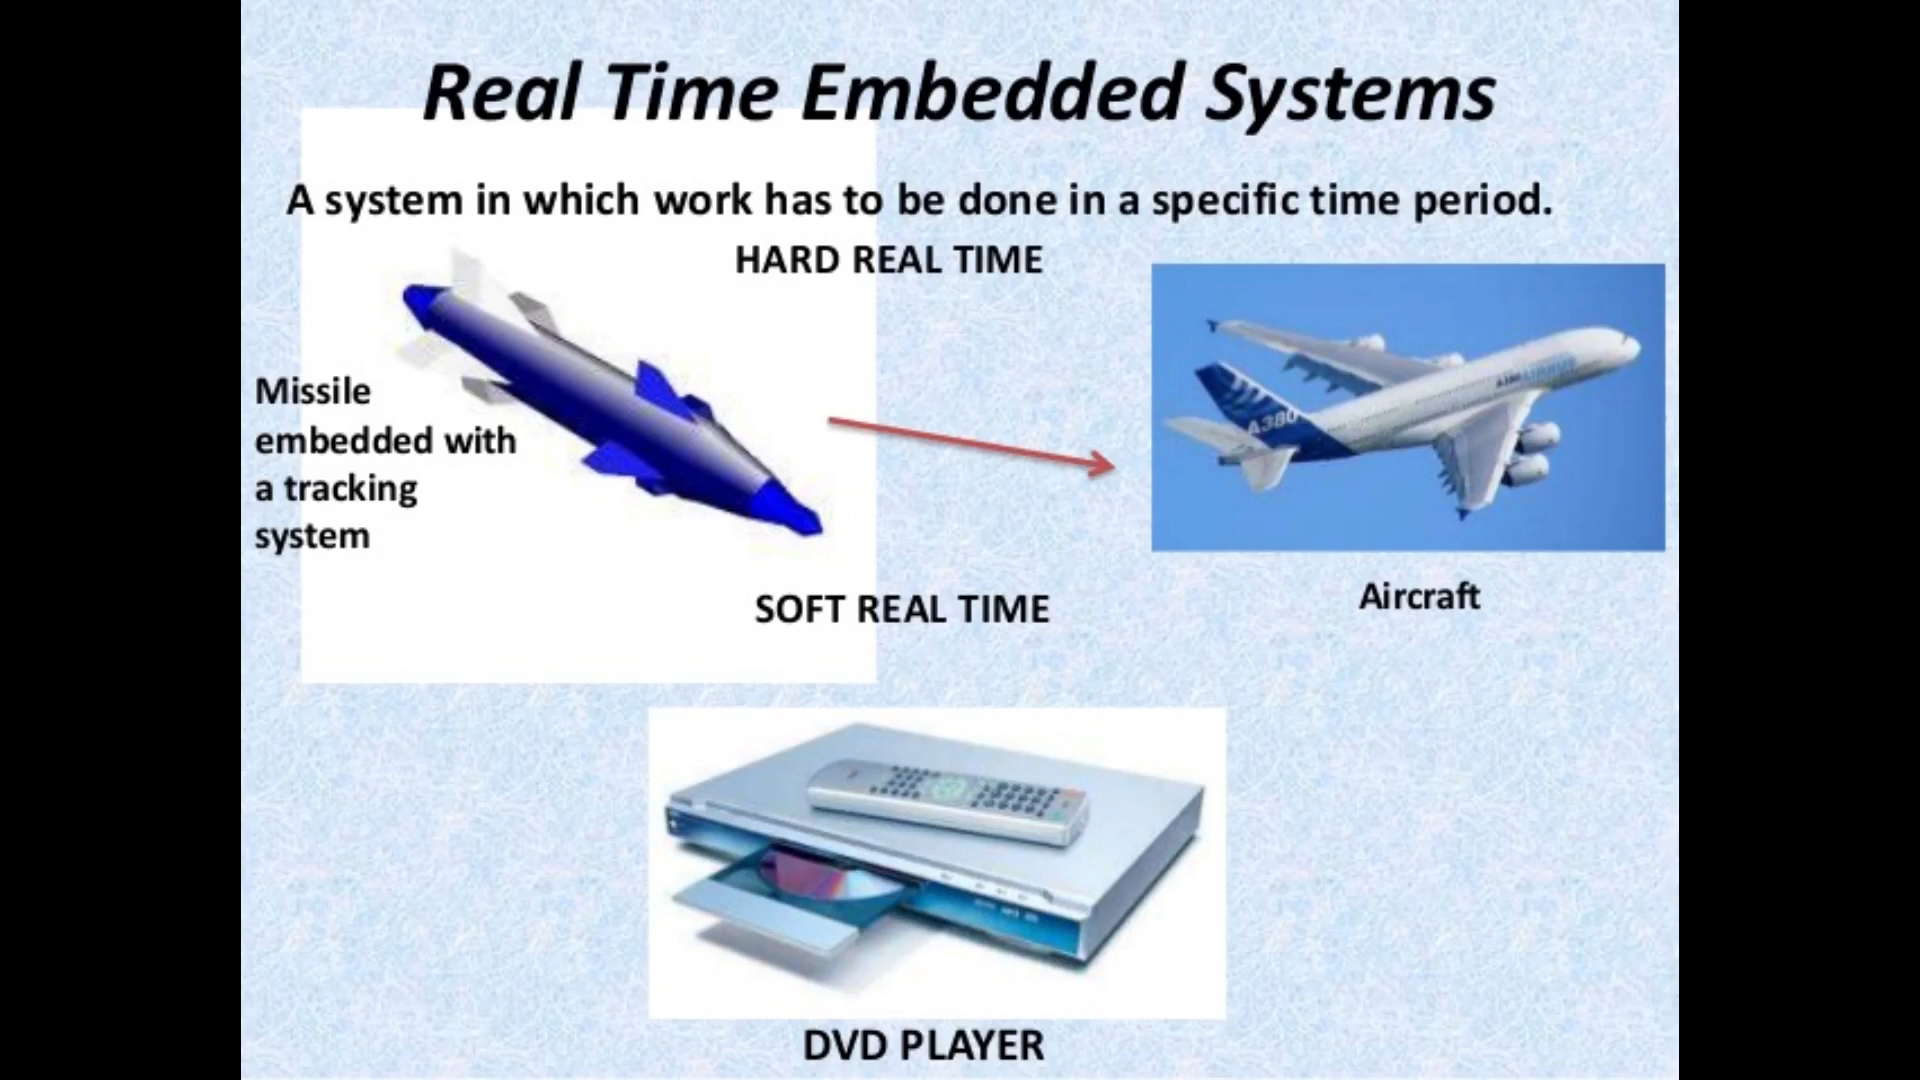 Real Time Embedded Systems
A system in which work has to be done in a specific time period.
HARD REAL TIME
Missile
embedded with
a tracking
system
A380
Aircraft
SOFT REAL TIME
DVD PLAYER